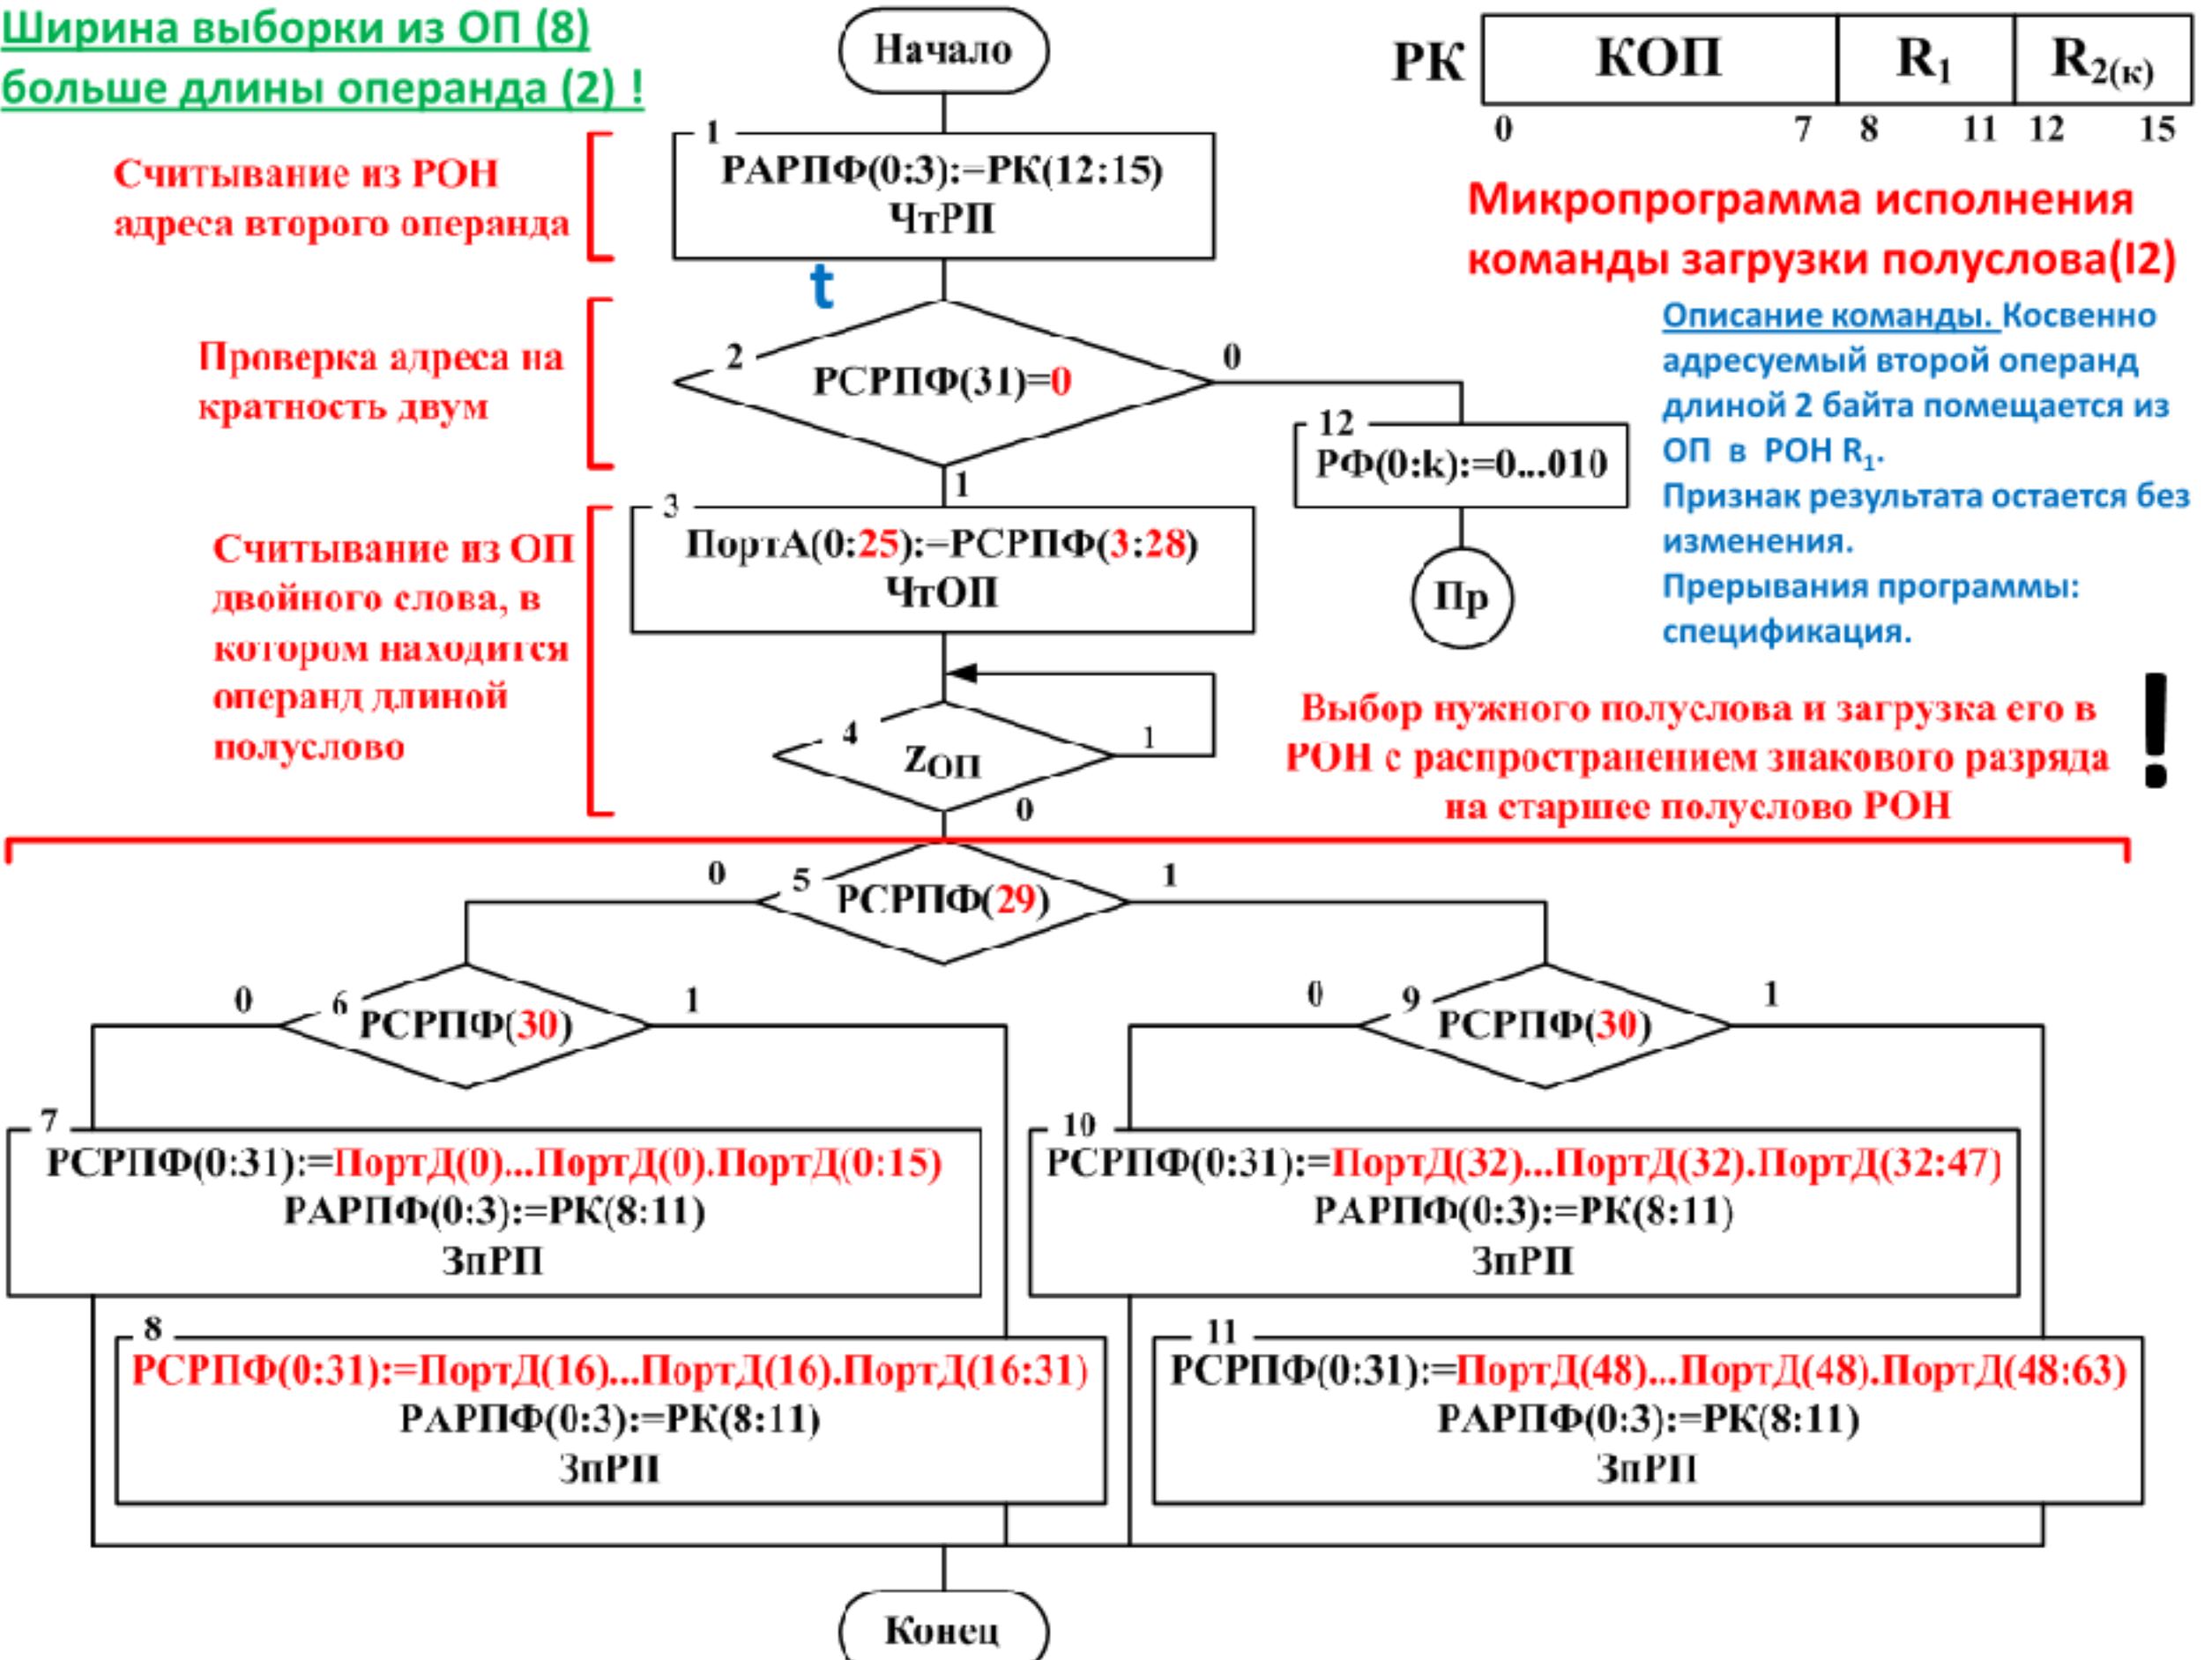 Ширина выборки из ОП (8)
больше длины операнда (2) !
Начало
РК
КОП
R1
R2(к)
0
7
8
11
12
15
Считывание из РОН
адреса второго операнда
1
РАРПФ(0:3):=РК(12:15)
ЧтРП
Микропрограмма исполнения
команды загрузки полуслова(I2)
t
Проверка адреса на
кратность двум
2
РСРПФ(31)=0
0
1
12
РФ(0:k):=0...010
Пр
Описание команды. Косвенно
адресуемый второй операнд
длиной 2 байта помещается из
ОП в РОН R1.
Признак результата остается без
изменения.
Прерывания программы:
спецификация.
Считывание из ОП
двойного слова, в
котором находится
операнд длиной
полуслово
3
ПортА(0:25):=РСРПФ(3:28)
ЧтОП
4
ZОП
1
0
Выбор нужного полуслова и загрузка его в
РОН с распространением знакового разряда
на старшее полуслово РОН
!
0
5
РСРПФ(29)
1
0
6
РСРПФ(30)
1
0
9
РСРПФ(30)
1
7
РСРПФ(0:31):=ПортД(0)...ПортД(0).ПортД(0:15)
РАРПФ(0:3):=РК(8:11)
ЗпРП
10
РСРПФ(0:31):=ПортД(32)...ПортД(32).ПортД(32:47)
РАРПФ(0:3):=РК(8:11)
ЗпРП
8
РСРПФ(0:31):=ПортД(16)...ПортД(16).ПортД(16:31)
РАРПФ(0:3):=РК(8:11)
ЗпРП
11
РСРПФ(0:31):=ПортД(48)...ПортД(48).ПортД(48:63)
РАРПФ(0:3):=РК(8:11)
ЗпРП
Конец